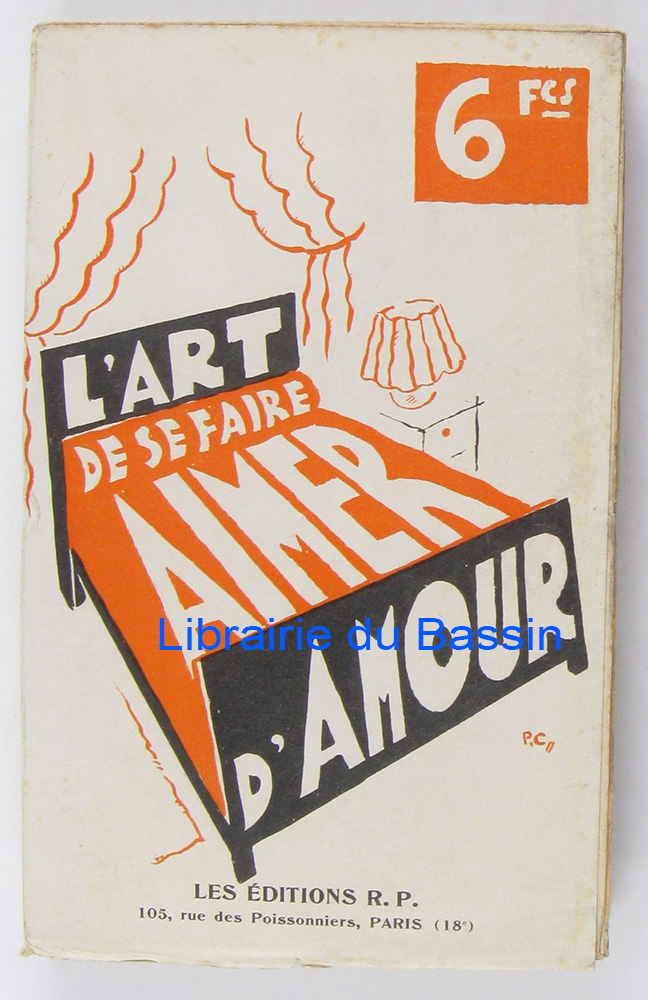 6 Fcs
L'ART
DE SE FAIRE
AIMER
D'AMOUR
Librairie du Bassin
P.C
LES ÉDITIONS R. P.
105, rue des Poissonniers, PARIS (18e)